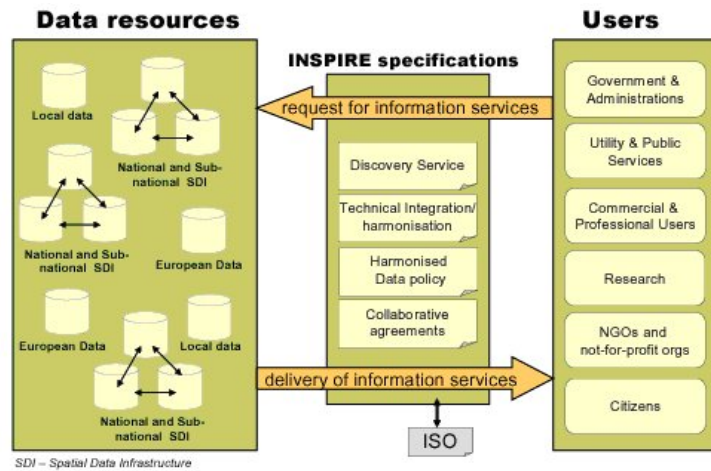 Data resources
Users
INSPIRE specifications
Local data
National and Sub-
national SDI
National and Sub-
national SDI
European Data
European Data
Local data
National and Sub-
national SDI
request for information services
Discovery Service
Technical Integration/
harmonisation
Harmonised
Data policy
Collaborative
agreements
delivery of information services
ISO
Government &
Administrations
Utility & Public
Services
Commercial &
Professional Users
Research
NGOs and
not-for-profit orgs
Citizens
SDI – Spatial Data Infrastructure